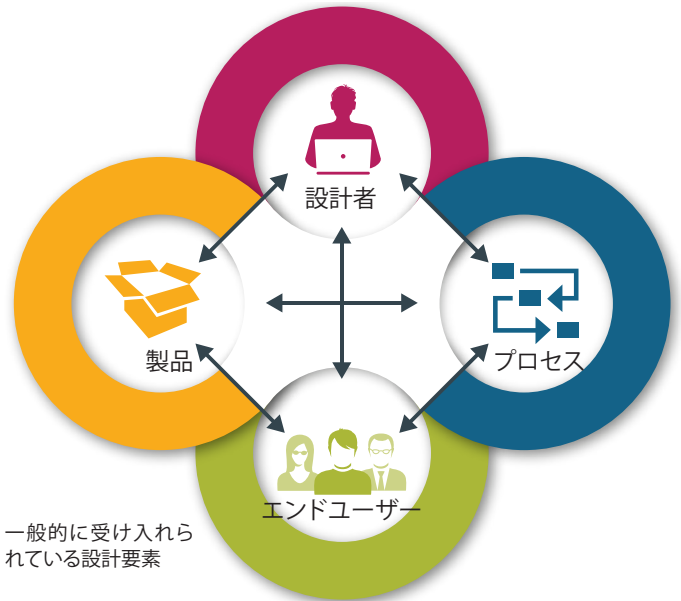 設計者
製品
プロセス
エンドユーザー
一般的に受け入れら
れている設計要素